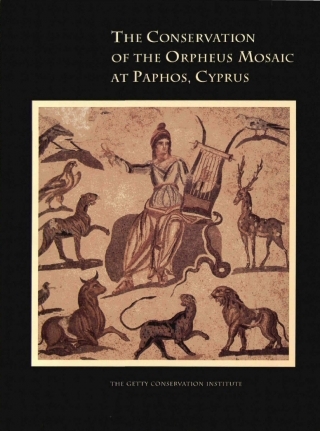 THE CONSERVATION
OF THE ORPHEUS MOSAIC
AT PAPHOS, CYPRUS
THE GETTY CONSERVATION INSTITUTE